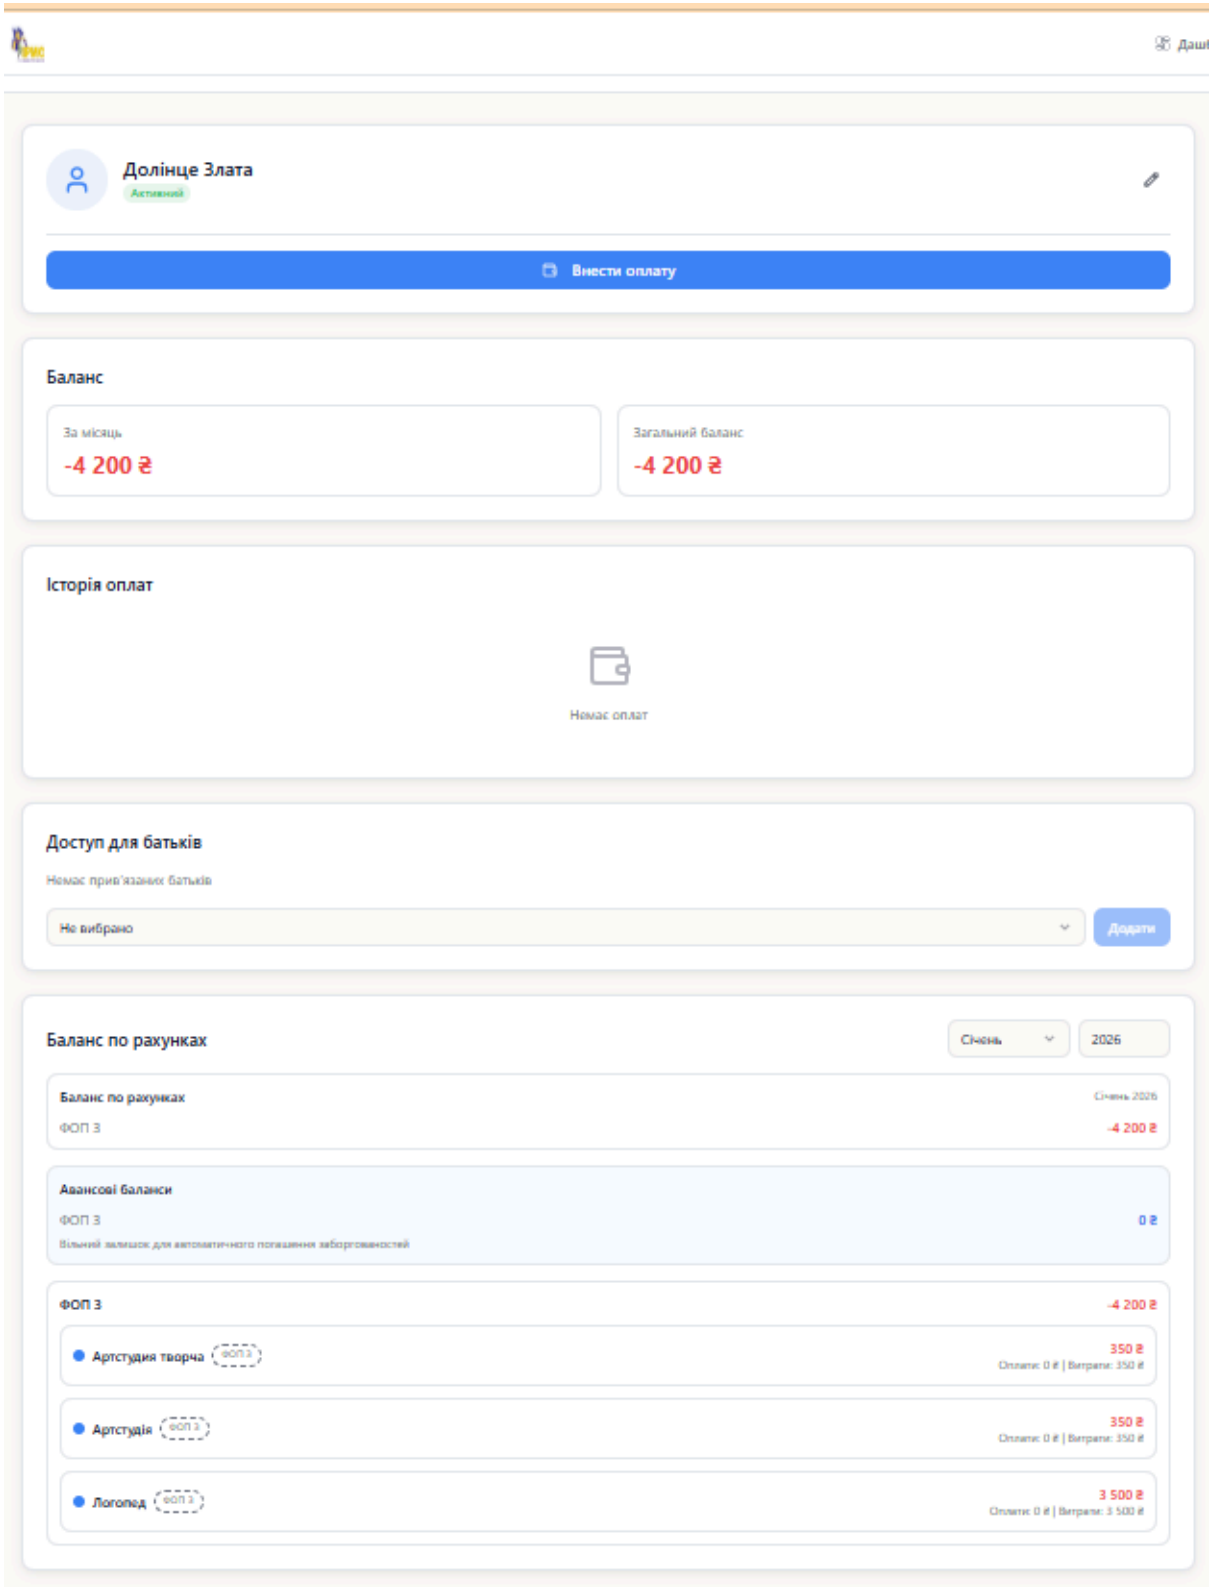 ІРИС
Дашб
Долінце Злата
Активний
Внести оплату
Баланс
За місяць
-4 200 ₴
Загальний баланс
-4 200 ₴
Історія оплат
Немає оплат
Доступ для батьків
Немає прив'язаних батьків
Не вибрано
Додати
Баланс по рахунках
Січень
2026
Баланс по рахунках
Січень 2026
ФОП 3
-4 200 ₴
Авансові баланси
ФОП 3
0 ₴
Вільний залишок для автоматичного погашення заборгованостей
ФОП 3
-4 200 ₴
Артстудия творча
ФОП 3
350 ₴
Оплати: 0 ₴ | Витрати: 350 ₴
Артстудія
ФОП 3
350 ₴
Оплати: 0 ₴ | Витрати: 350 ₴
Логопед
ФОП 3
3 500 ₴
Оплати: 0 ₴ | Витрати: 3 500 ₴